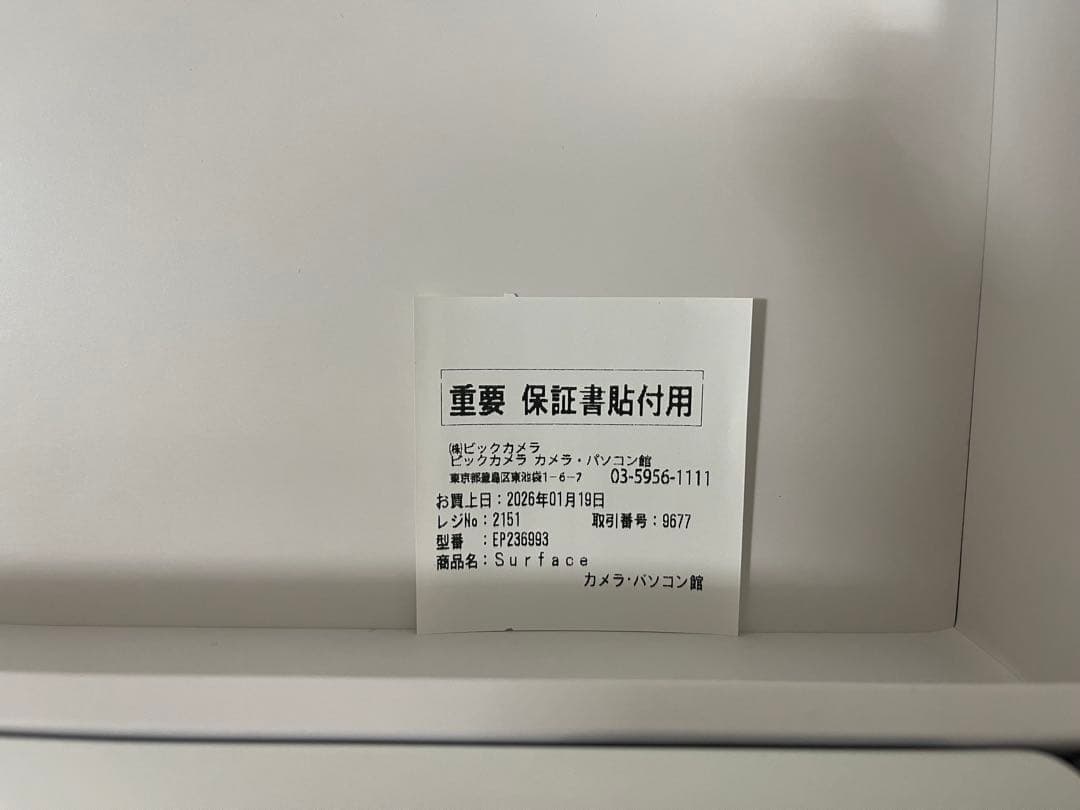 重要 保証書貼付用
㈱ビックカメラ
ビックカメラ カメラ・パソコン館
東京都豊島区東池袋1-6-7 03-5956-1111
お買上日：2026年01月19日
レジNo：2151 取引番号：9677
型番 ：EP236993
商品名：Surface
カメラ・パソコン館